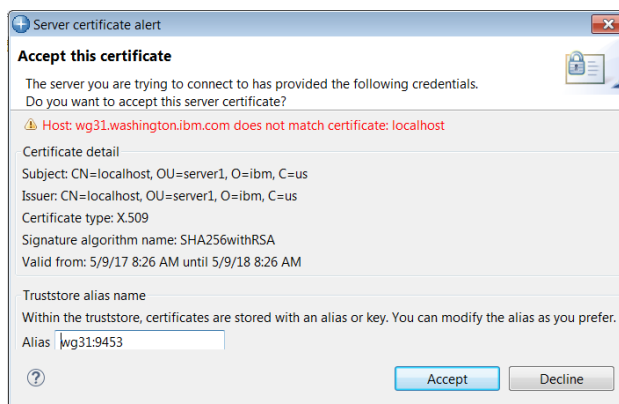 Server certificate alert
Accept this certificate
The server you are trying to connect to has provided the following credentials.
Do you want to accept this server certificate?
Host: wg31.washington.ibm.com does not match certificate: localhost
Certificate detail
Subject: CN=localhost, OU=server1, O=ibm, C=us
Issuer: CN=localhost, OU=server1, O=ibm, C=us
Certificate type: X.509
Signature algorithm name: SHA256withRSA
Valid from: 5/9/17 8:26 AM until 5/9/18 8:26 AM
Truststore alias name
Within the truststore, certificates are stored with an alias or key. You can modify the alias as you prefer.
Alias wg31:9453
? Accept Decline